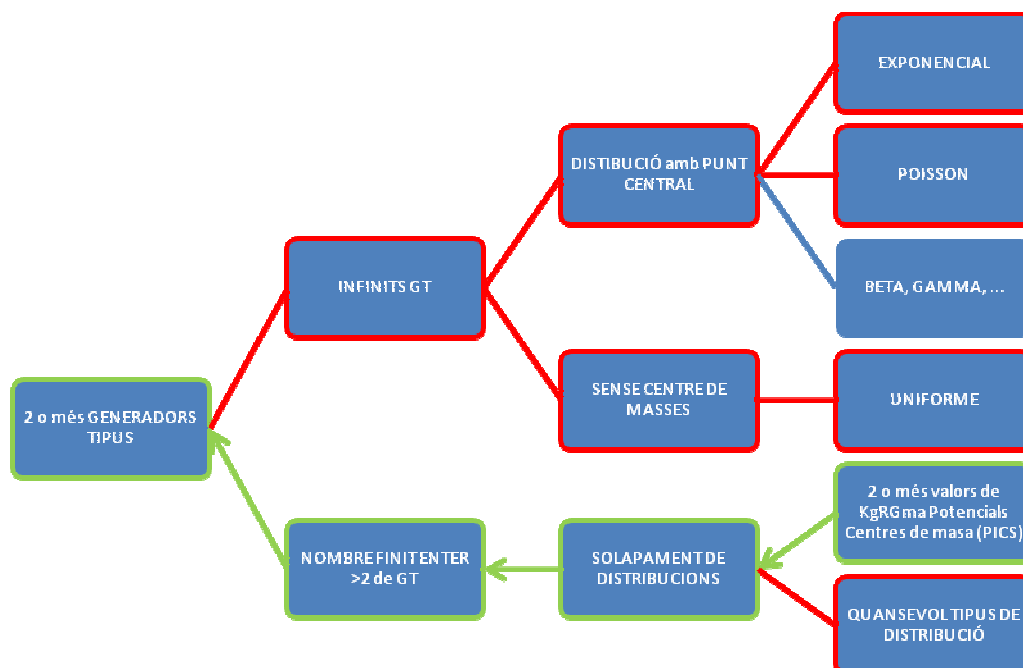 EXPONENCIAL
DISTIBUCIÓ amb PUNT
CENTRAL
POISSON
INFINITS GT
BETA, GAMMA, ...
2 o més GENERADORS
TIPUS
SENSE CENTRE DE
MASSES
UNIFORME
NOMBRE FINIT ENTER
>2 de GT
SOLAPAMENT DE
DISTRIBUCIONS
2 o més valors de
KgRGma Potencials
Centres de masa (PICS)
QUANSEVOL TIPUS DE
DISTRIBUCIÓ